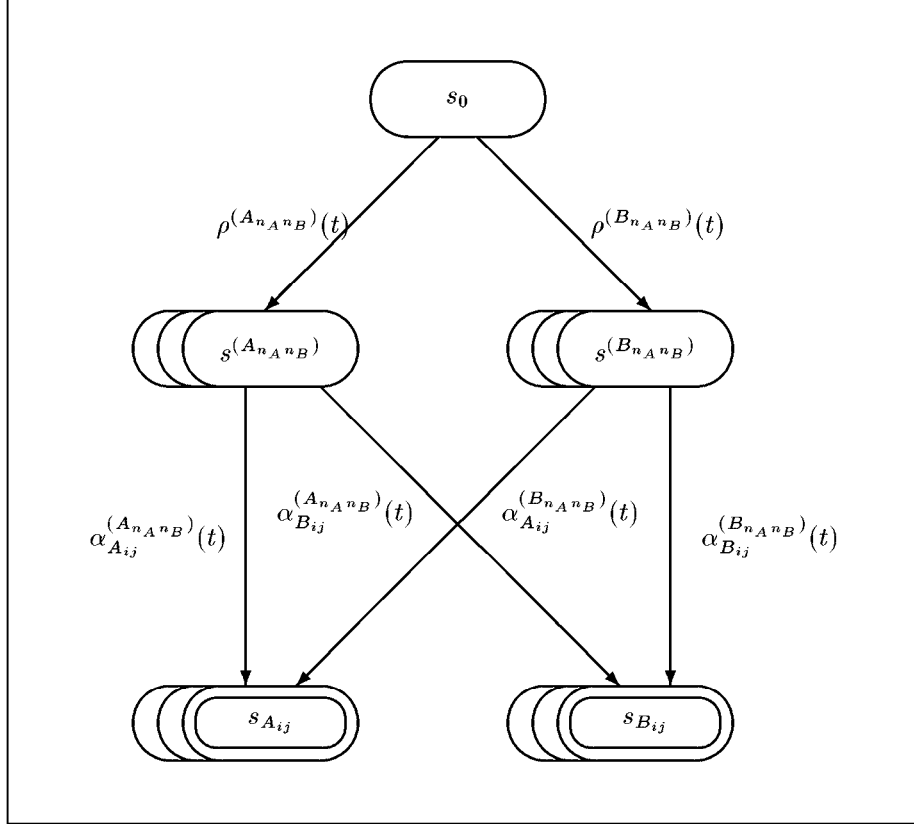 s₀
ρ^{(A_{n_A n_B})}(t) ρ^{(B_{n_A n_B})}(t)
s^{(A_{n_A n_B})} s^{(B_{n_A n_B})}
α_{A_{ij}}^{(A_{n_A n_B})}(t) α_{B_{ij}}^{(A_{n_A n_B})}(t) α_{A_{ij}}^{(B_{n_A n_B})}(t) α_{B_{ij}}^{(B_{n_A n_B})}(t)
s_{A_{ij}} s_{B_{ij}}